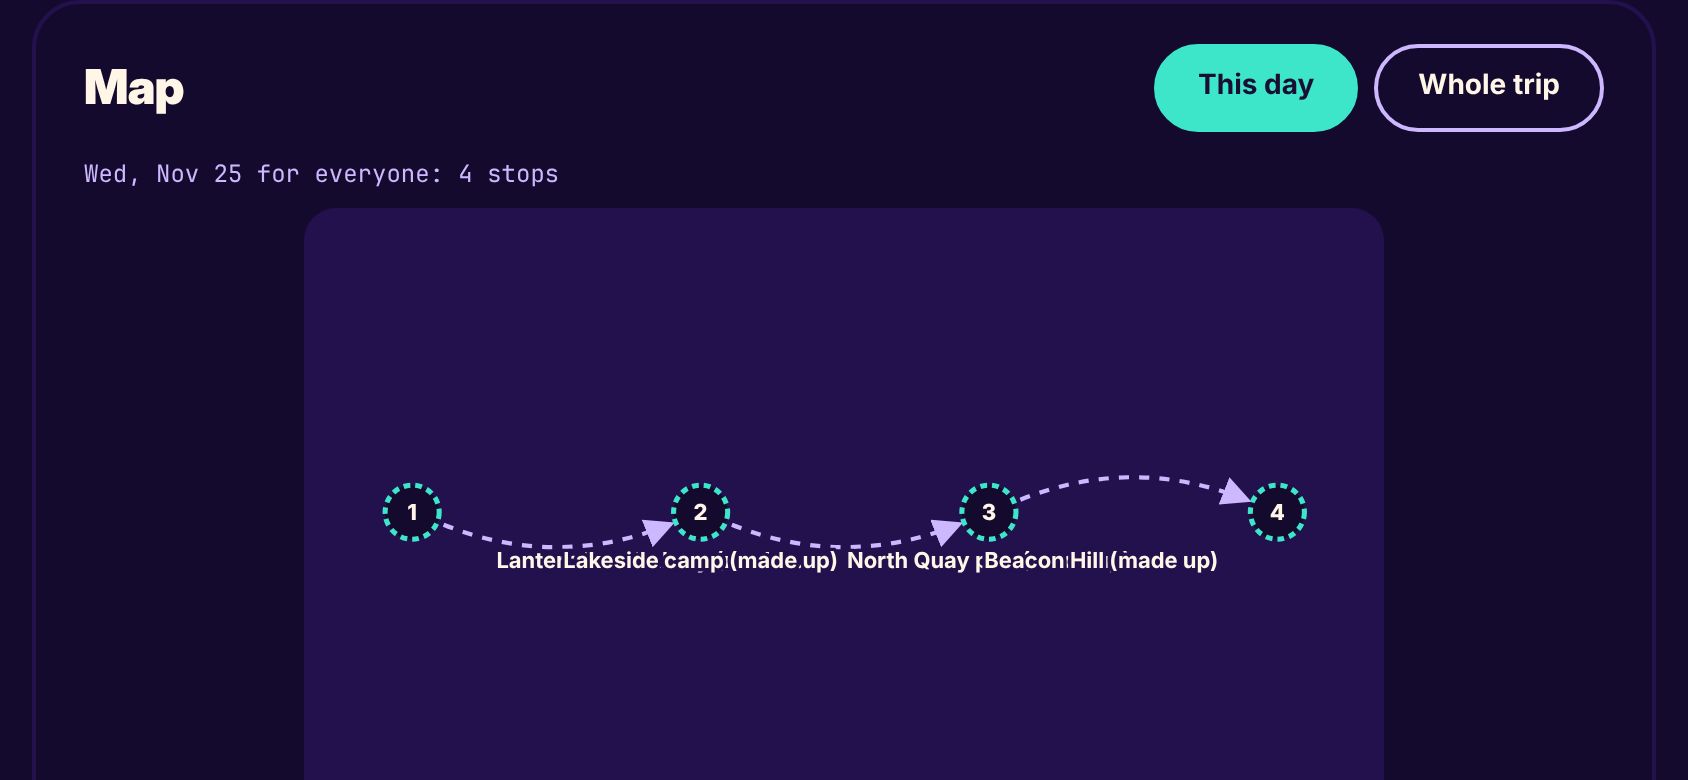 Map
This day
Whole trip
Wed, Nov 25 for everyone: 4 stops
1
2
3
4
Lakeside camp (made up) North Quay Beacon Hill (made up)